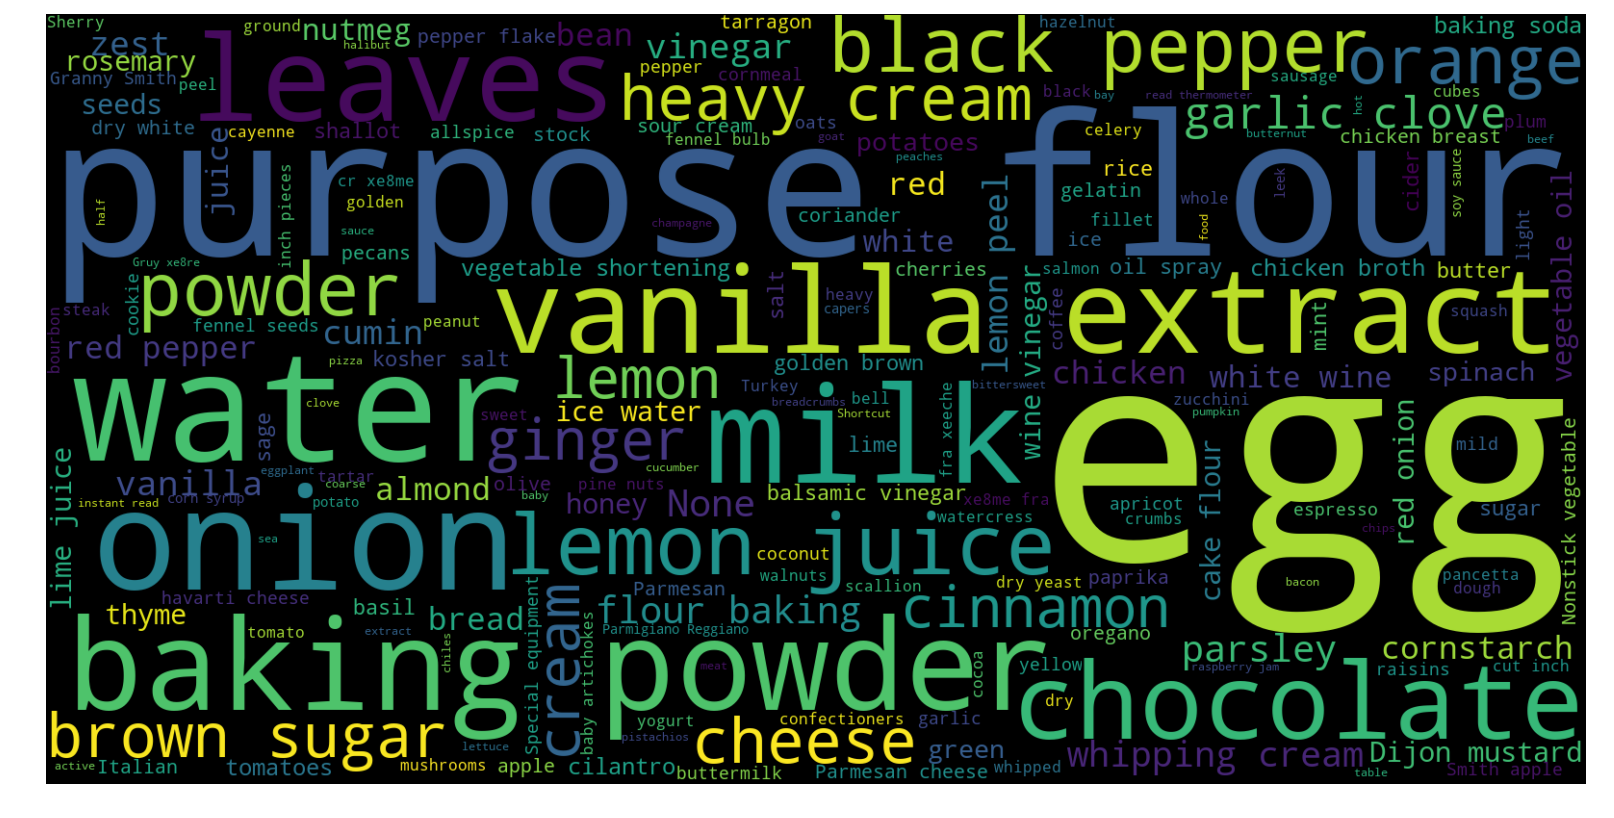 Sherry
ground
nutmeg
pepper flake
bean
tarragon
hazelnut
baking soda
zest
halibut
vinegar
black pepper
orange
rosemary
leaves
pepper
cornmeal
sausage
Granny Smith
peel
heavy cream
black
bay
read thermometer
cubes
seeds
garlic clove
hot
dry white
cayenne
shallot
allspice
stock
sour cream
oats
celery
butternut
chicken breast
plum
juice
fennel bulb
goat
potatoes
beef
purpose flour
peaches
rice
cr xe8me
red
gelatin
whole
leek
soy sauce
cider
vegetable oil
half
golden
inch pieces
champagne
coriander
fillet
food
light
sauce
pecans
white
lemon peel
ice
Gruy xe8re
powder
vegetable shortening
cherries
salmon
oil spray
chicken broth
butter
cookie
vanilla extract
salt
heavy
capers
wine vinegar
coffee
mint
squash
bourbon
steak
fennel seeds
cumin
peanut
red pepper
pizza
kosher salt
golden brown
lemon
chicken
white wine
spinach
water
Turkey
breadcrumbs
bell
bittersweet
zucchini
clove
sweet
ice water
Shortcut
fra xeeche
pumpkin
sage
ginger
milk
lime
egg
red onion
mild
lime juice
eggplant
tartar
cucumber
vanilla
corn syrup
almond
olive
pine nuts
balsamic vinegar
xe8me fra
cake flour
Nonstick vegetable
instant read
coarse
potato
baby
honey
None
apricot
crumbs
espresso
sugar
onion
sea
lemon juice
watercress
chips
coconut
walnuts
scallion
dry yeast
paprika
bacon
pancetta
dough
havarti cheese
Parmesan
thyme
basil
bread
cream
flour baking
cinnamon
tomato
extract
chiles
Special equipment
baby artichokes
Parmigiano Reggiano
oregano
parsley
cornstarch
baking powder
meat
cocoa
yellow
raspberry jam
raisins
cut inch
chocolate
dry
brown sugar
yogurt
confectioners
garlic
lettuce
pistachios
cheese
green
whipping cream
Dijon mustard
active
Italian
tomatoes
mushrooms
apple
cilantro
buttermilk
Parmesan cheese
whipped
table
Smith apple